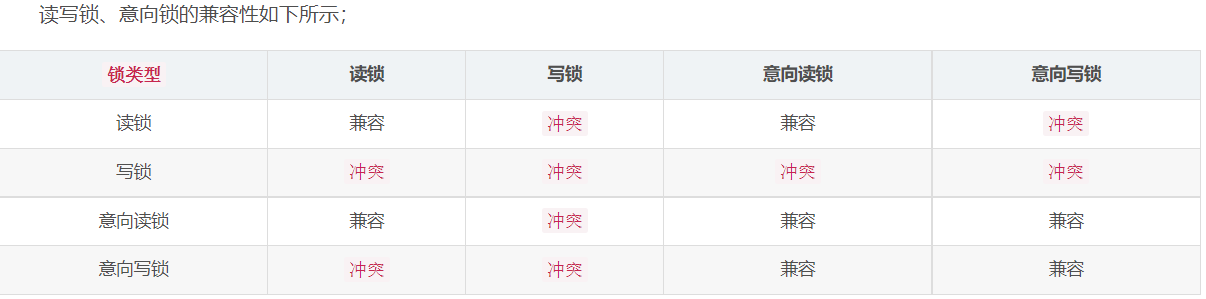 读写锁、意向锁的兼容性如下所示;
锁类型 读锁 写锁 意向读锁 意向写锁
读锁 兼容 冲突 兼容 冲突
写锁 冲突 冲突 冲突 冲突
意向读锁 兼容 冲突 兼容 兼容
意向写锁 冲突 冲突 兼容 兼容